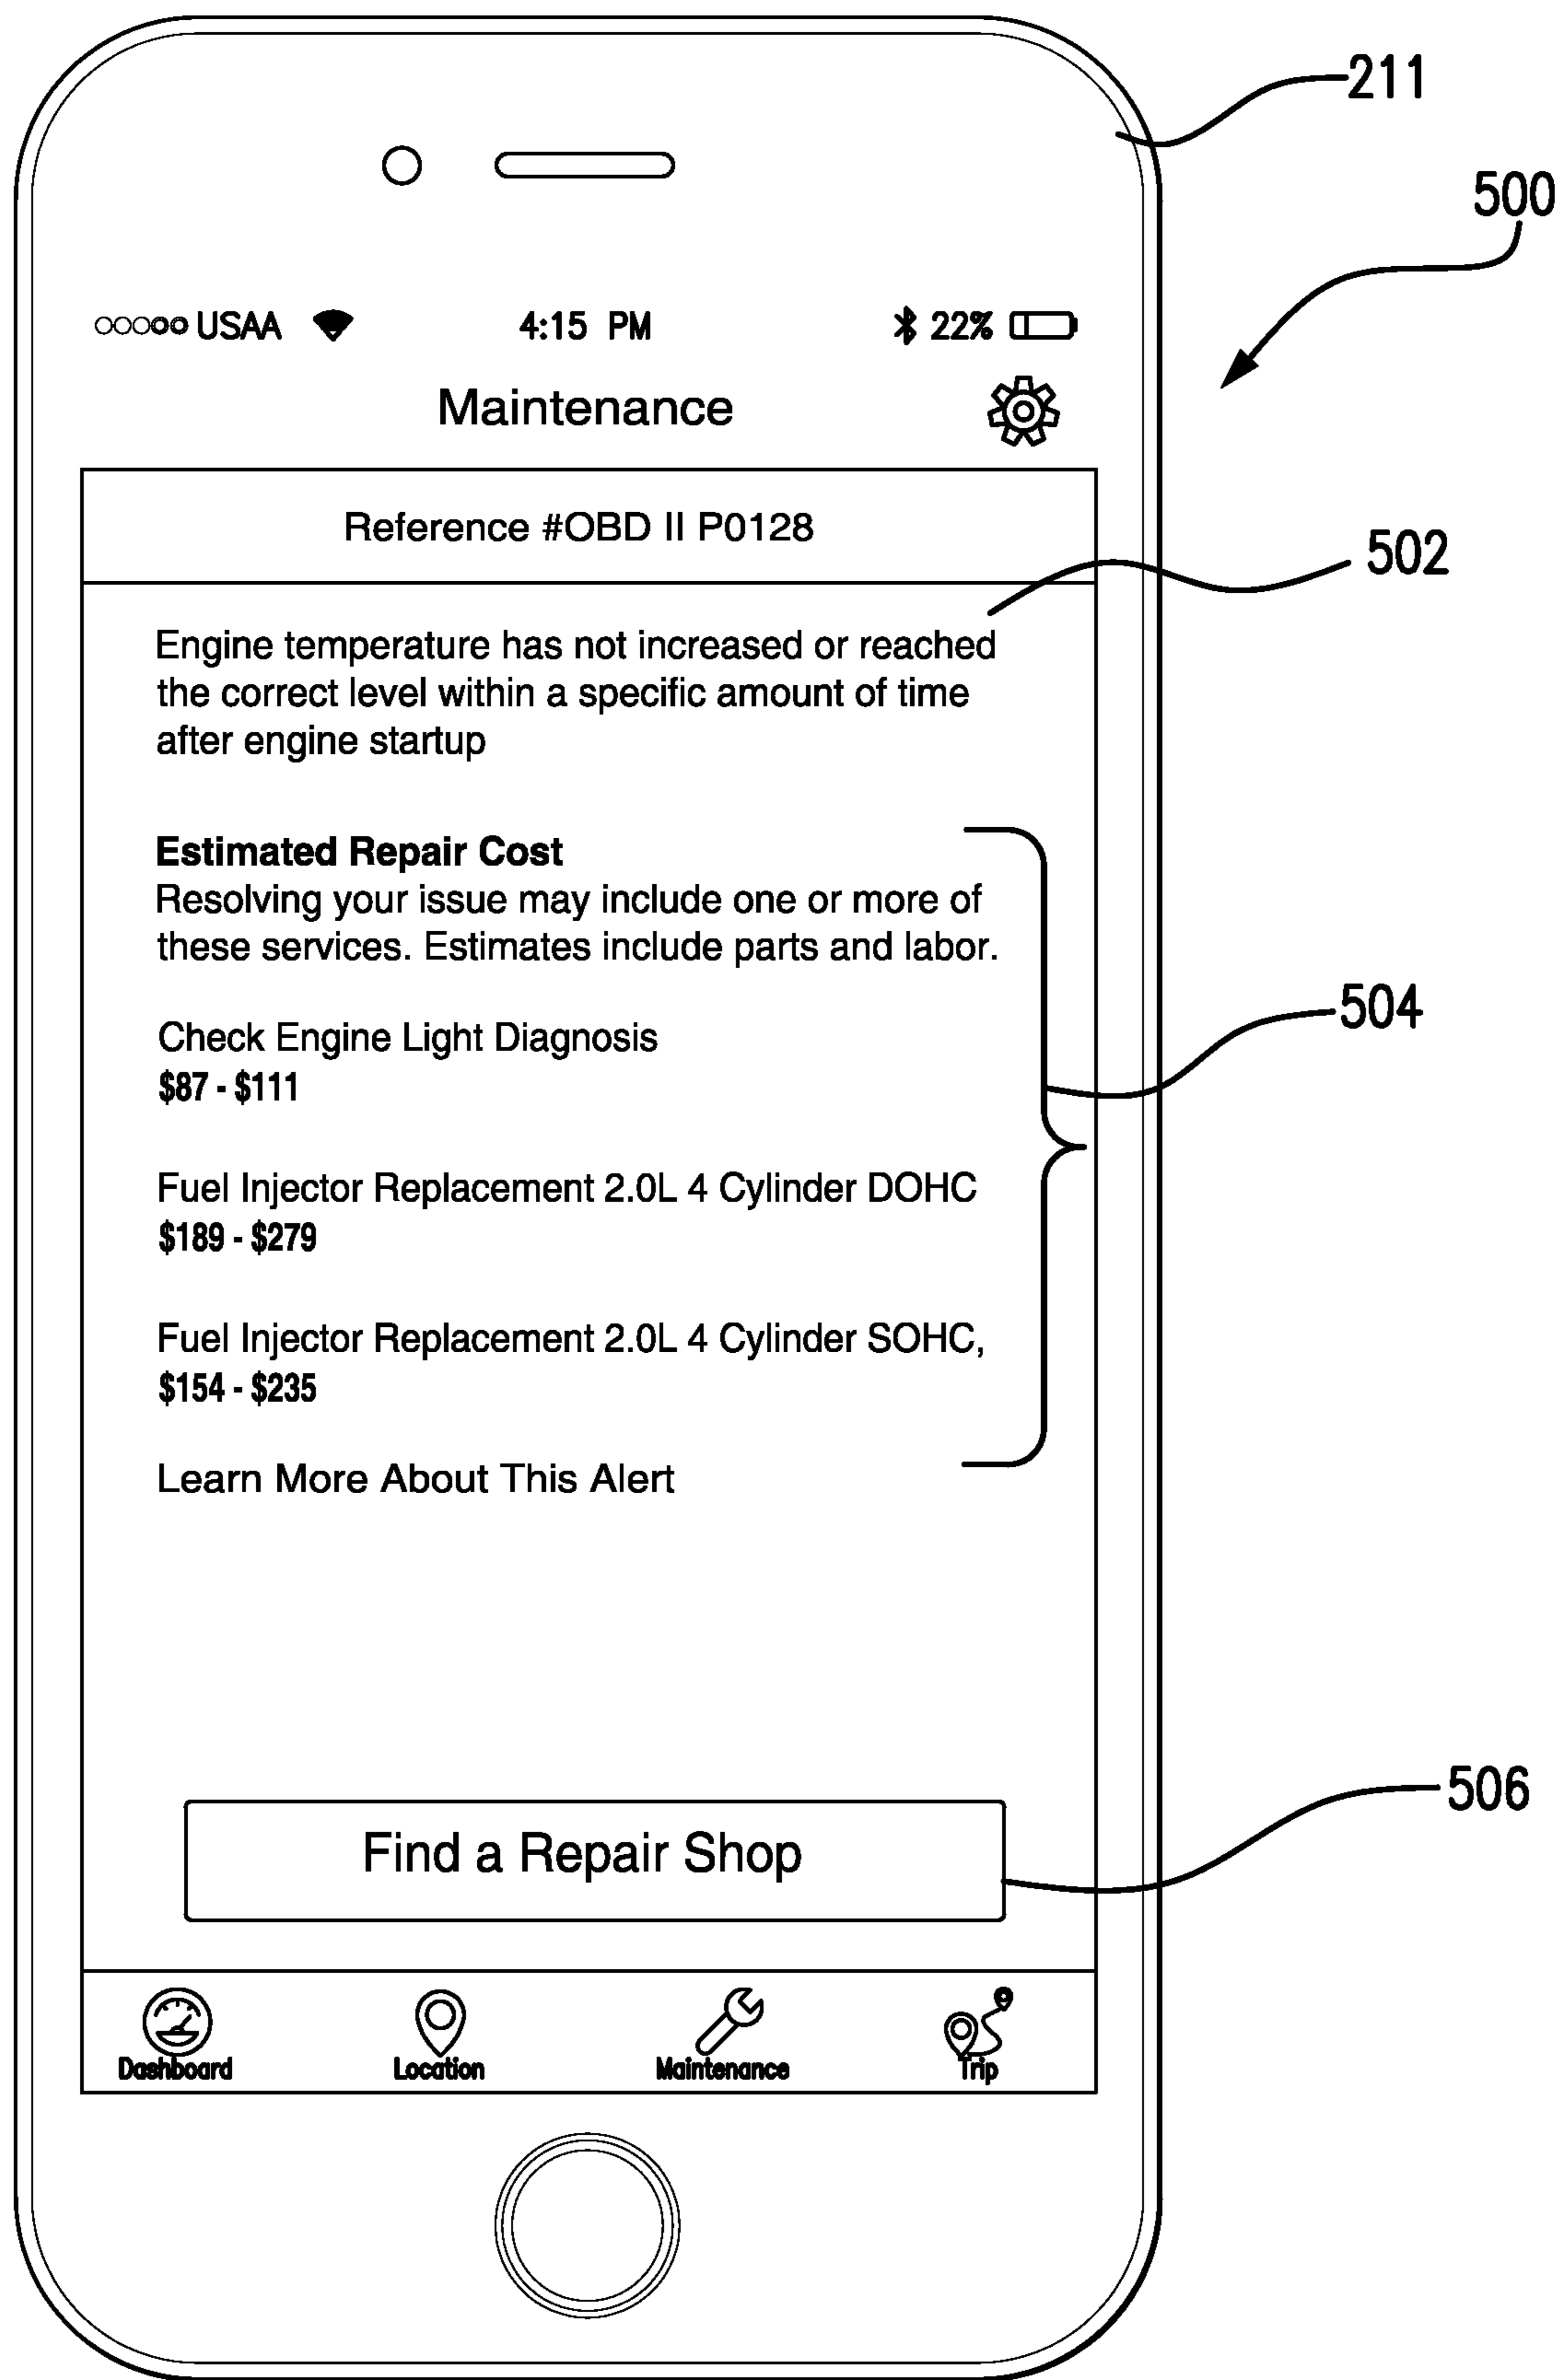 211
500
USAA 4:15 PM 22%
Maintenance
Reference #OBD II P0128
502
Engine temperature has not increased or reached
the correct level within a specific amount of time
after engine startup
Estimated Repair Cost
Resolving your issue may include one or more of
these services. Estimates include parts and labor.
504
Check Engine Light Diagnosis
$87 - $111
Fuel Injector Replacement 2.0L 4 Cylinder DOHC
$189 - $279
Fuel Injector Replacement 2.0L 4 Cylinder SOHC,
$154 - $235
Learn More About This Alert
506
Find a Repair Shop
Dashboard Location Maintenance Trip